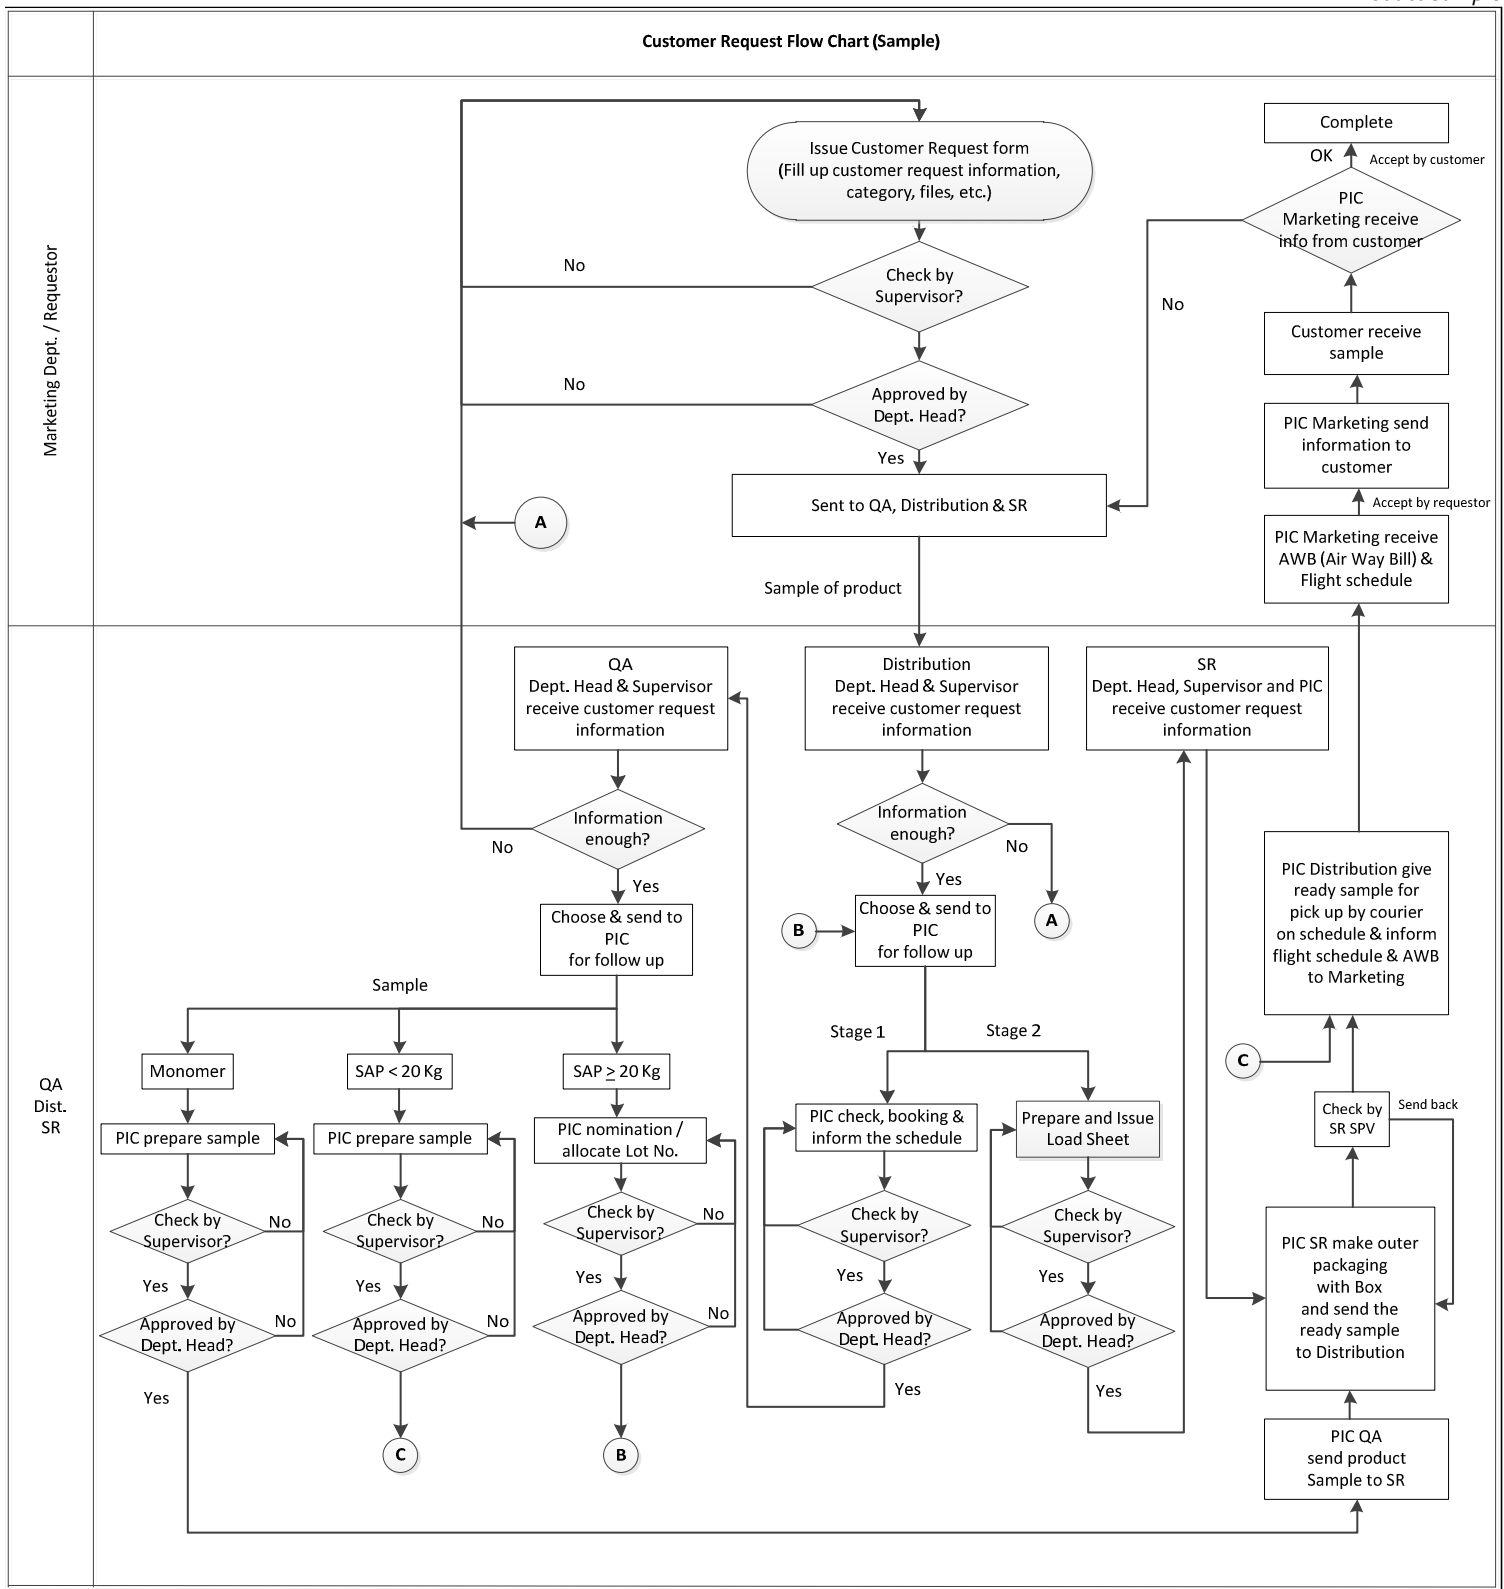 Customer Request Flow Chart (Sample)
Marketing Dept. / Requestor
Issue Customer Request form
(Fill up customer request information,
category, files, etc.)
No
Check by
Supervisor?
No
Approved by
Dept. Head?
Yes
Sent to QA, Distribution & SR
A
Sample of product
Complete
OK
Accept by customer
PIC
Marketing receive
info from customer
No
Customer receive
sample
PIC Marketing send
information to
customer
Accept by requestor
PIC Marketing receive
AWB (Air Way Bill) &
Flight schedule
QA
Dist.
SR
QA
Dept. Head & Supervisor
receive customer request
information
Information
enough?
No
Yes
Choose & send to
PIC
for follow up
Sample
Monomer
PIC prepare sample
Check by
Supervisor?
No
Yes
Approved by
Dept. Head?
No
Yes
SAP < 20 Kg
PIC prepare sample
Check by
Supervisor?
No
Yes
Approved by
Dept. Head?
No
C
SAP ≥ 20 Kg
PIC nomination /
allocate Lot No.
Check by
Supervisor?
No
Yes
Approved by
Dept. Head?
No
B
Distribution
Dept. Head & Supervisor
receive customer request
information
Information
enough?
No
A
Yes
B
Choose & send to
PIC
for follow up
Stage 1
Stage 2
PIC check, booking &
inform the schedule
Check by
Supervisor?
Yes
Approved by
Dept. Head?
Yes
Prepare and Issue
Load Sheet
Check by
Supervisor?
Yes
Approved by
Dept. Head?
Yes
SR
Dept. Head, Supervisor and PIC
receive customer request
information
PIC Distribution give
ready sample for
pick up by courier
on schedule & inform
flight schedule & AWB
to Marketing
C
Check by
SR SPV
Send back
PIC SR make outer
packaging
with Box
and send the
ready sample
to Distribution
PIC QA
send product
Sample to SR